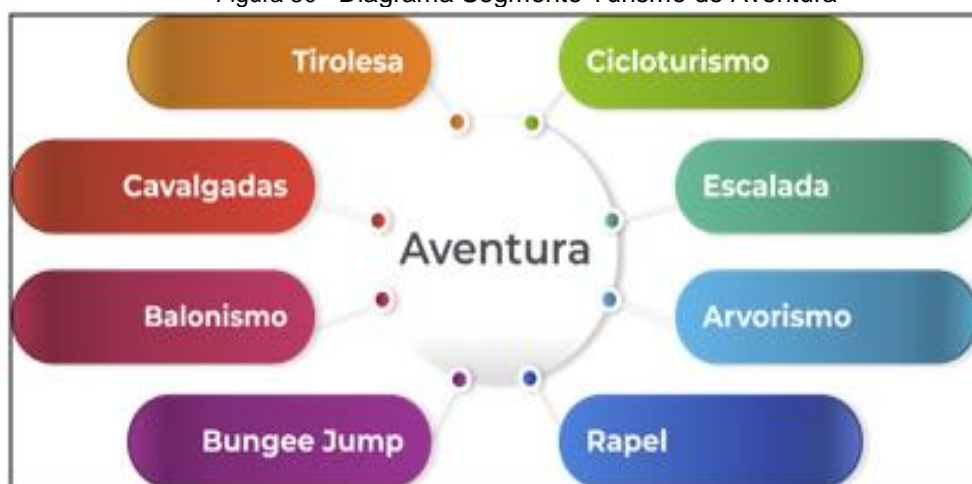 Diagrama Segmento Turismo de Aventura
Tirolesa
Cicloturismo
Cavalgadas
Escalada
Aventura
Balonismo
Arvorismo
Bungee Jump
Rapel